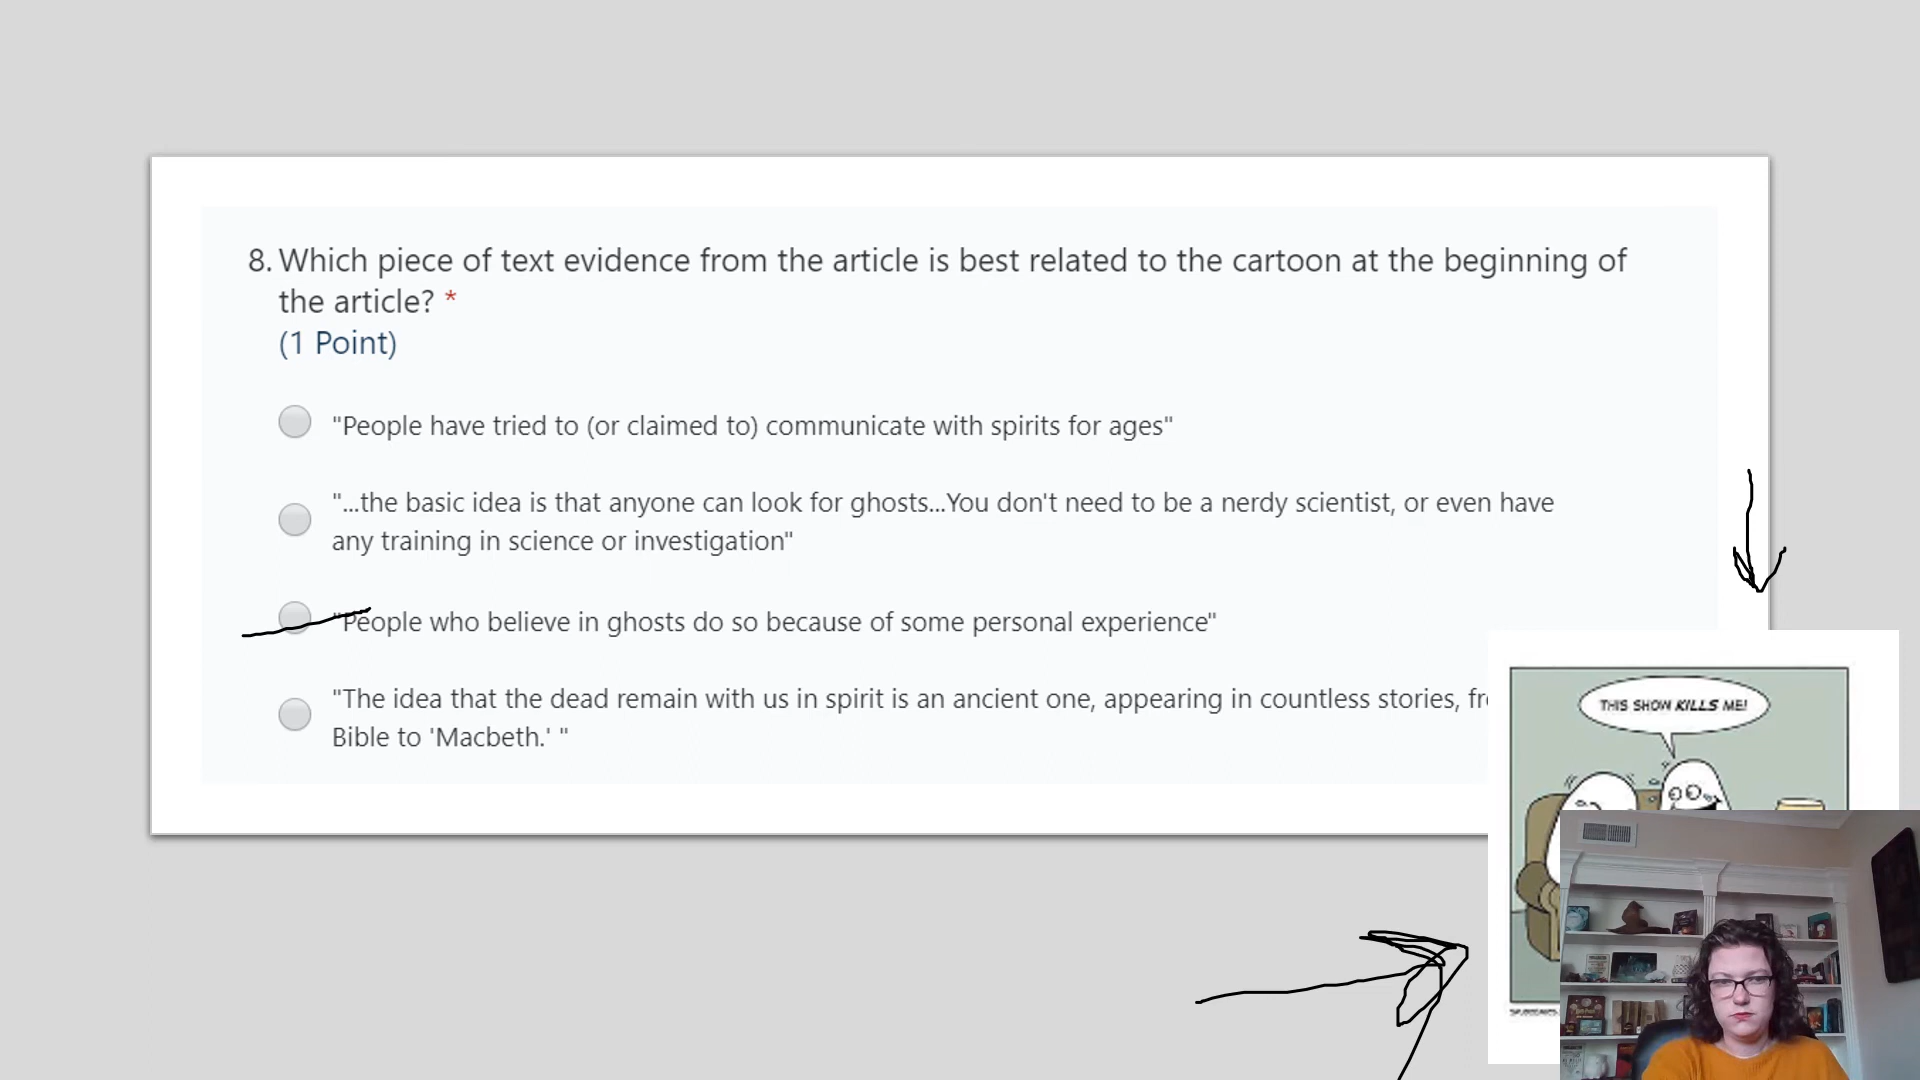 8. Which piece of text evidence from the article is best related to the cartoon at the beginning of
the article? *
(1 Point)
"People have tried to (or claimed to) communicate with spirits for ages"
"...the basic idea is that anyone can look for ghosts...You don't need to be a nerdy scientist, or even have
any training in science or investigation"
"People who believe in ghosts do so because of some personal experience"
"The idea that the dead remain with us in spirit is an ancient one, appearing in countless stories,
Bible to 'Macbeth.' "
THIS SHOW KILLS ME!